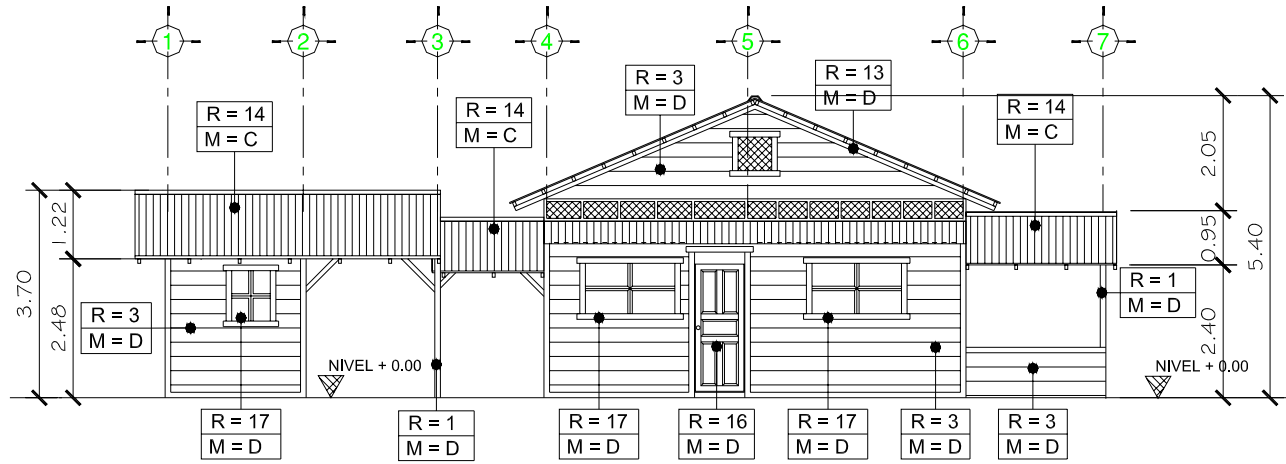 1 2 3 4 5 6 7
R = 3
M = D
R = 13
M = D
R = 14
M = C
R = 14
M = C
R = 14
M = C
2.05
1.22
0.95
5.40
3.70
R = 1
M = D
R = 3
M = D
2.48
2.40
NIVEL + 0.00
NIVEL + 0.00
R = 17
M = D
R = 1
M = D
R = 17
M = D
R = 16
M = D
R = 17
M = D
R = 3
M = D
R = 3
M = D